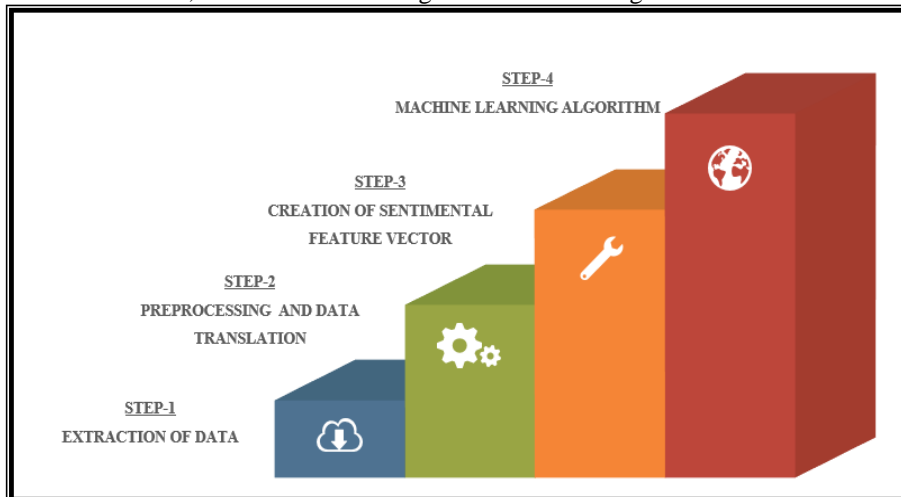 STEP-4
MACHINE LEARNING ALGORITHM
STEP-3
CREATION OF SENTIMENTAL
FEATURE VECTOR
STEP-2
PREPROCESSING AND DATA
TRANSLATION
STEP-1
EXTRACTION OF DATA